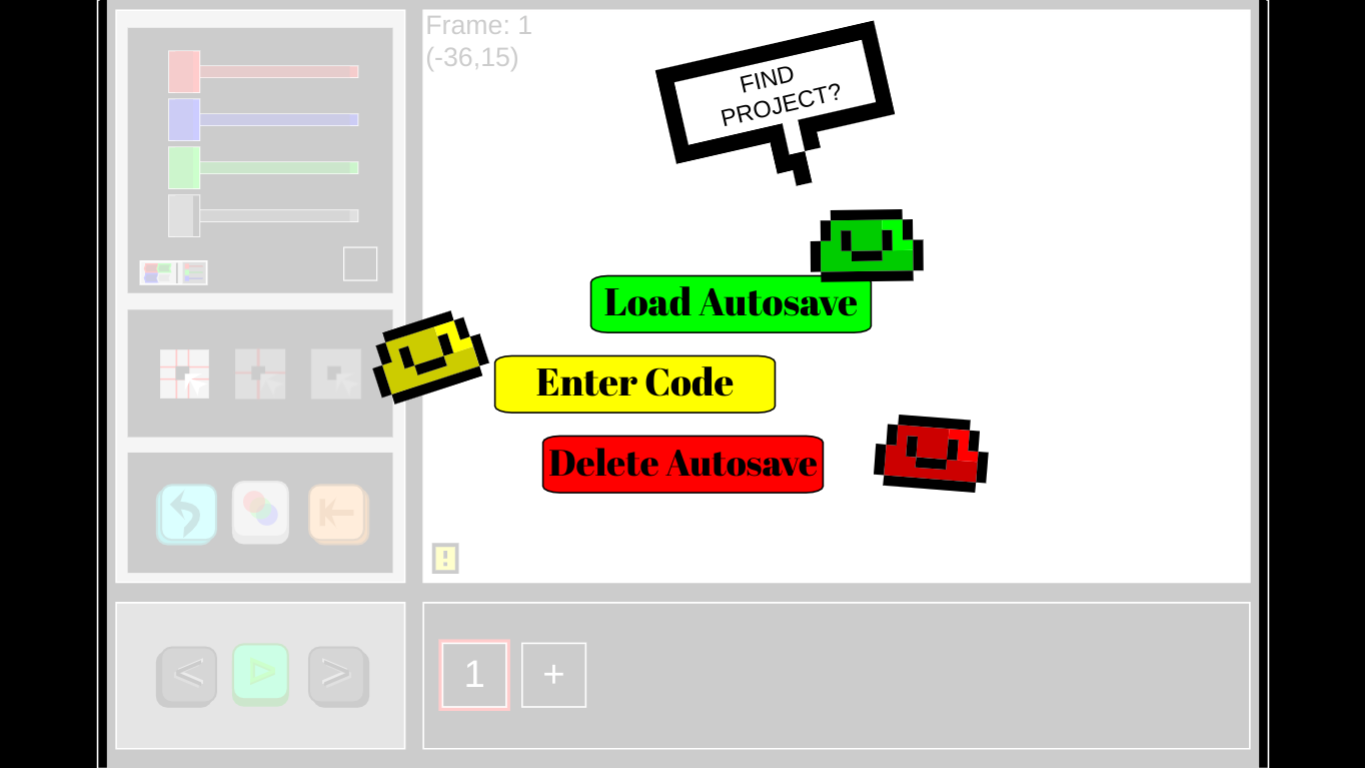 Frame: 1
(-36,15)
FIND
PROJECT?
Load Autosave
Enter Code
Delete Autosave
!
< >
1 +